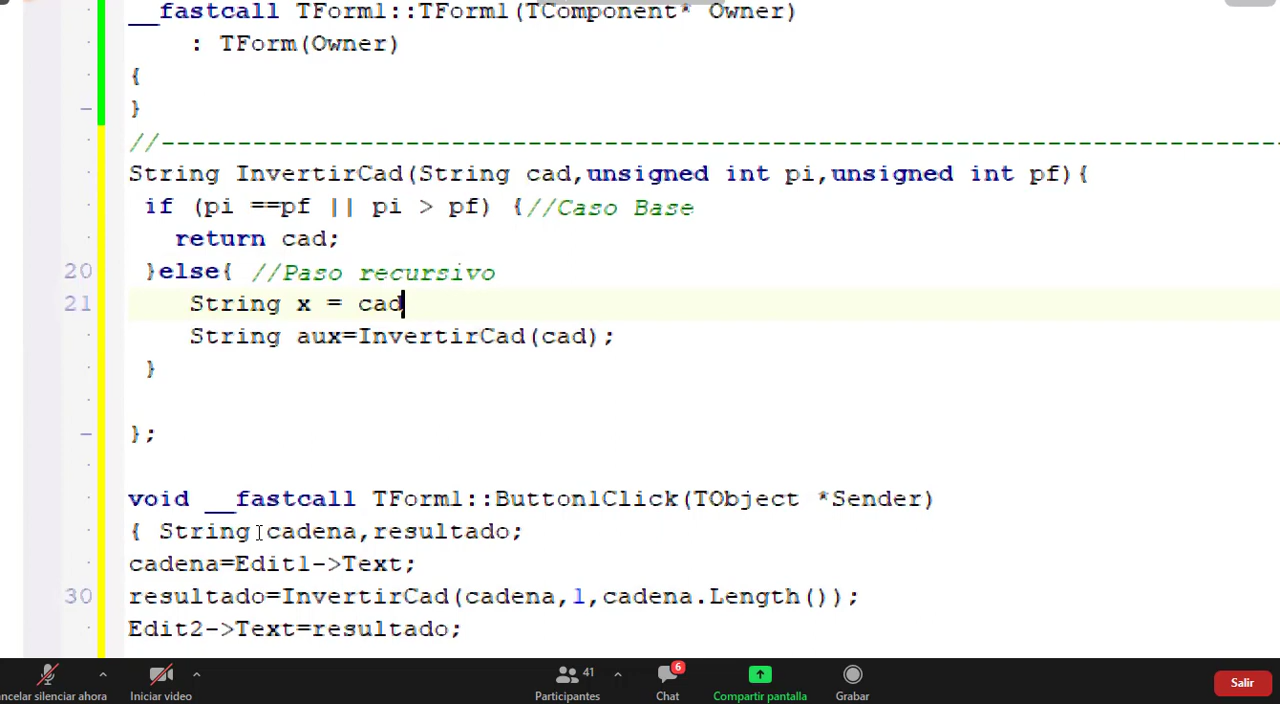 __fastcall TForm1::TForm1(TComponent* Owner)
: TForm(Owner)
{
}
//---------------------------------------------------------------------------
String InvertirCad(String cad,unsigned int pi,unsigned int pf){
if (pi ==pf || pi > pf) {//Caso Base
return cad;
20 }else{ //Paso recursivo
21 String x = cad
String aux=InvertirCad(cad);
}
};
void __fastcall TForm1::Button1Click(TObject *Sender)
{ String cadena,resultado;
cadena=Edit1->Text;
30 resultado=InvertirCad(cadena,1,cadena.Length());
Edit2->Text=resultado;
41 6
ancelar silenciar ahora Iniciar video Participantes Chat Compartir pantalla Grabar Salir